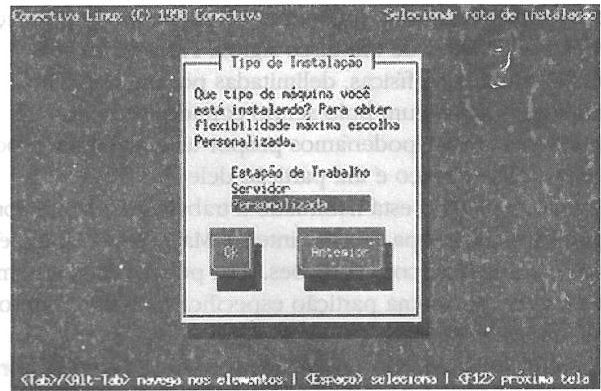 Conectiva Linux (C) 1998 Conectiva Selecionar rota de instalação
Tipo de Instalação
Que tipo de máquina você
está instalando? Para obter
flexibilidade máxima escolha
Personalizada.
Estação de Trabalho
Servidor
Personalizada
Ok Anterior
<Tab>/<Alt-Tab> navega nos elementos | <Espaço> seleciona | <F12> próxima tela